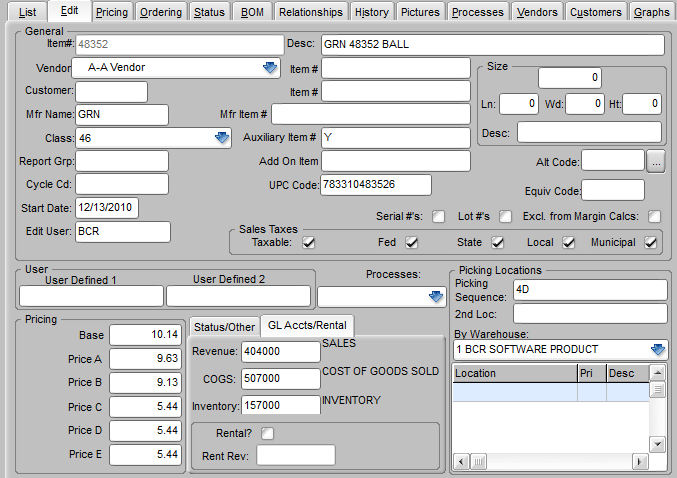 List Edit Pricing Ordering Status BOM Relationships History Pictures Processes Vendors Customers Graphs
General
Item#: 48352 Desc: GRN 48352 BALL
Vendor A-A Vendor Item #
Size
0
Customer: Item #
Ln: 0 Wd: 0 Ht: 0
Mfr Name: GRN Mfr Item #
Class: 46 Auxiliary Item # Y Desc:
Report Grp: Add On Item Alt Code: ...
Cycle Cd: UPC Code: 783310483526 Equiv Code:
Start Date: 12/13/2010
Serial #'s: Lot #'s: Excl. from Margin Calcs:
Edit User: BCR
Sales Taxes
Taxable: Fed State Local Municipal
User
User Defined 1 User Defined 2
Processes:
Picking Locations
Picking
Sequence: 4D
2nd Loc:
By Warehouse:
1 BCR SOFTWARE PRODUCT
Location Pri Desc
Pricing
Base 10.14
Price A 9.63
Price B 9.13
Price C 5.44
Price D 5.44
Price E 5.44
Status/Other GL Accts/Rental
Revenue: 404000 SALES
COGS: 507000 COST OF GOODS SOLD
Inventory: 157000 INVENTORY
Rental?
Rent Rev: